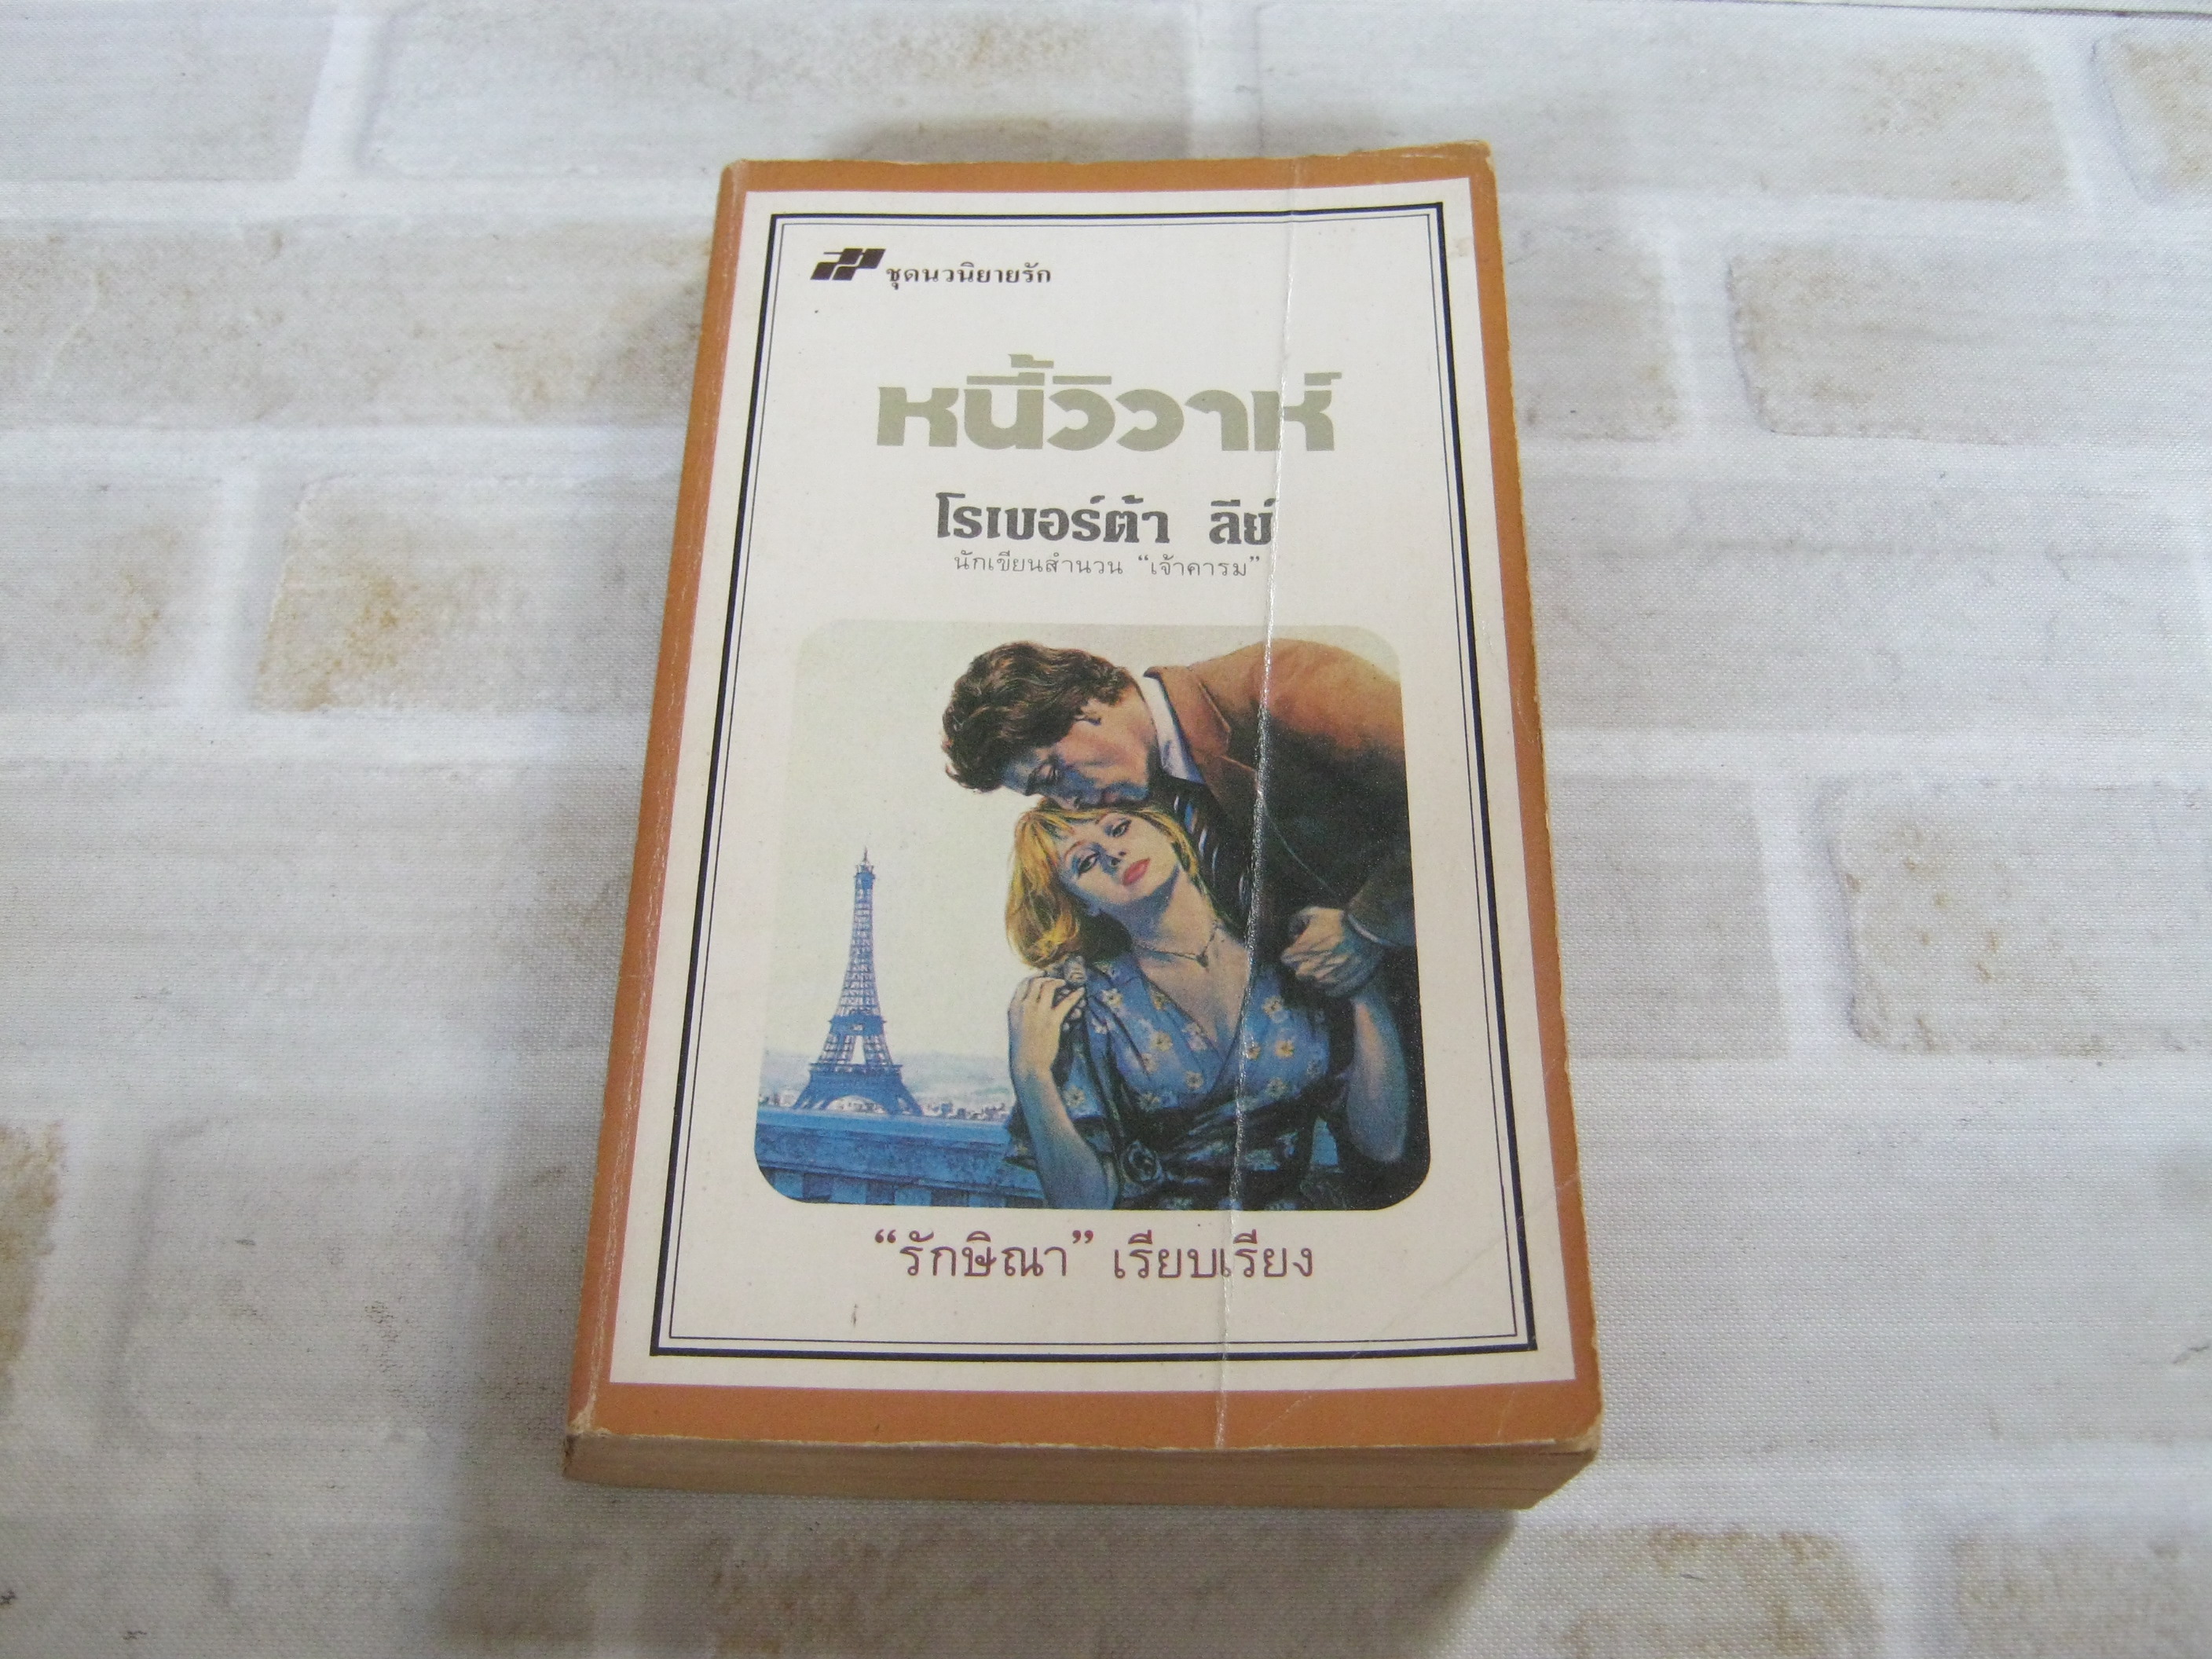 ชุดนวนิยายรัก
หนี้วิวาห์
โรเบอร์ต้า ลีย์
นักเขียนสำนวน “เจ้าคารม”
“รักษิณา” เรียบเรียง